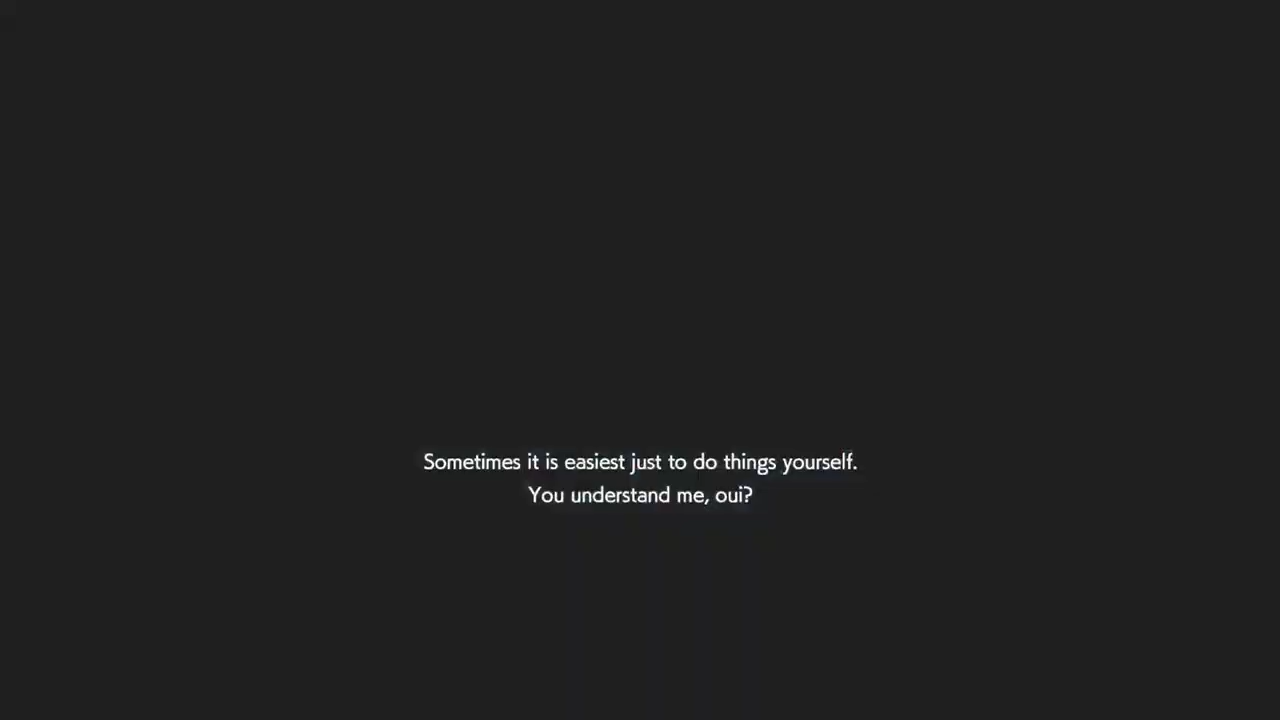 Sometimes it is easiest just to do things yourself.
You understand me, oui?